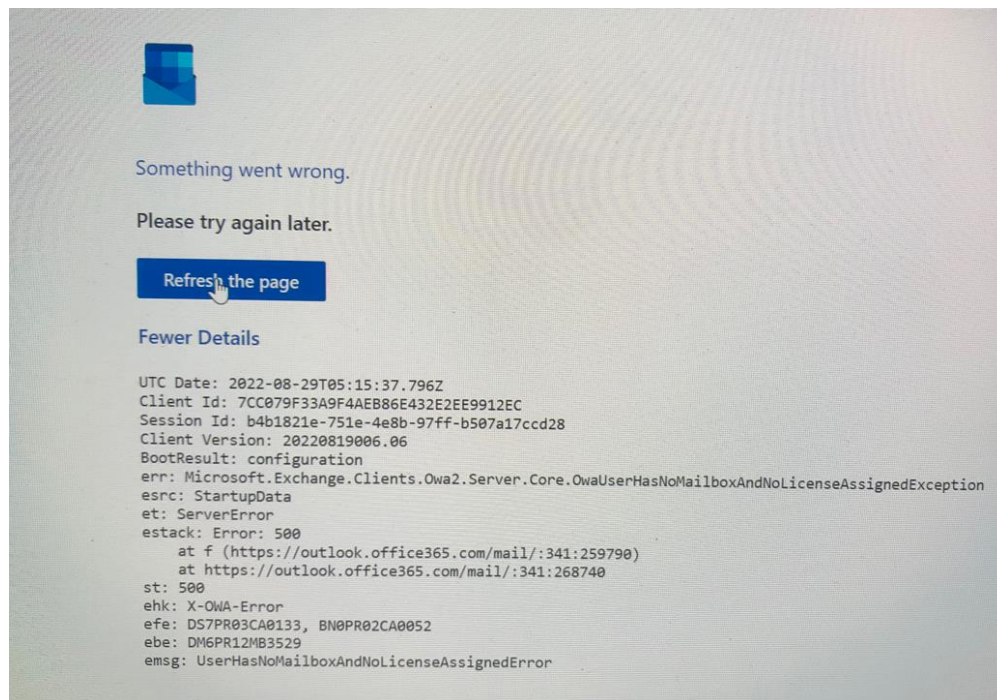 Something went wrong.
Please try again later.
Refresh the page
Fewer Details
UTC Date: 2022-08-29T05:15:37.796Z
Client Id: 7CC079F33A9F4AEB86E432E2EE9912EC
Session Id: b4b1821e-751e-4e8b-97ff-b507a17ccd28
Client Version: 20220819006.06
BootResult: configuration
err: Microsoft.Exchange.Clients.Owa2.Server.Core.OwaUserHasNoMailboxAndNoLicenseAssignedException
esrc: StartupData
et: ServerError
estack: Error: 500
    at f (https://outlook.office365.com/mail/:341:259790)
    at https://outlook.office365.com/mail/:341:268740
st: 500
ehk: X-OWA-Error
efe: DS7PR03CA0133, BN0PR02CA0052
ebe: DM6PR12MB3529
emsg: UserHasNoMailboxAndNoLicenseAssignedError